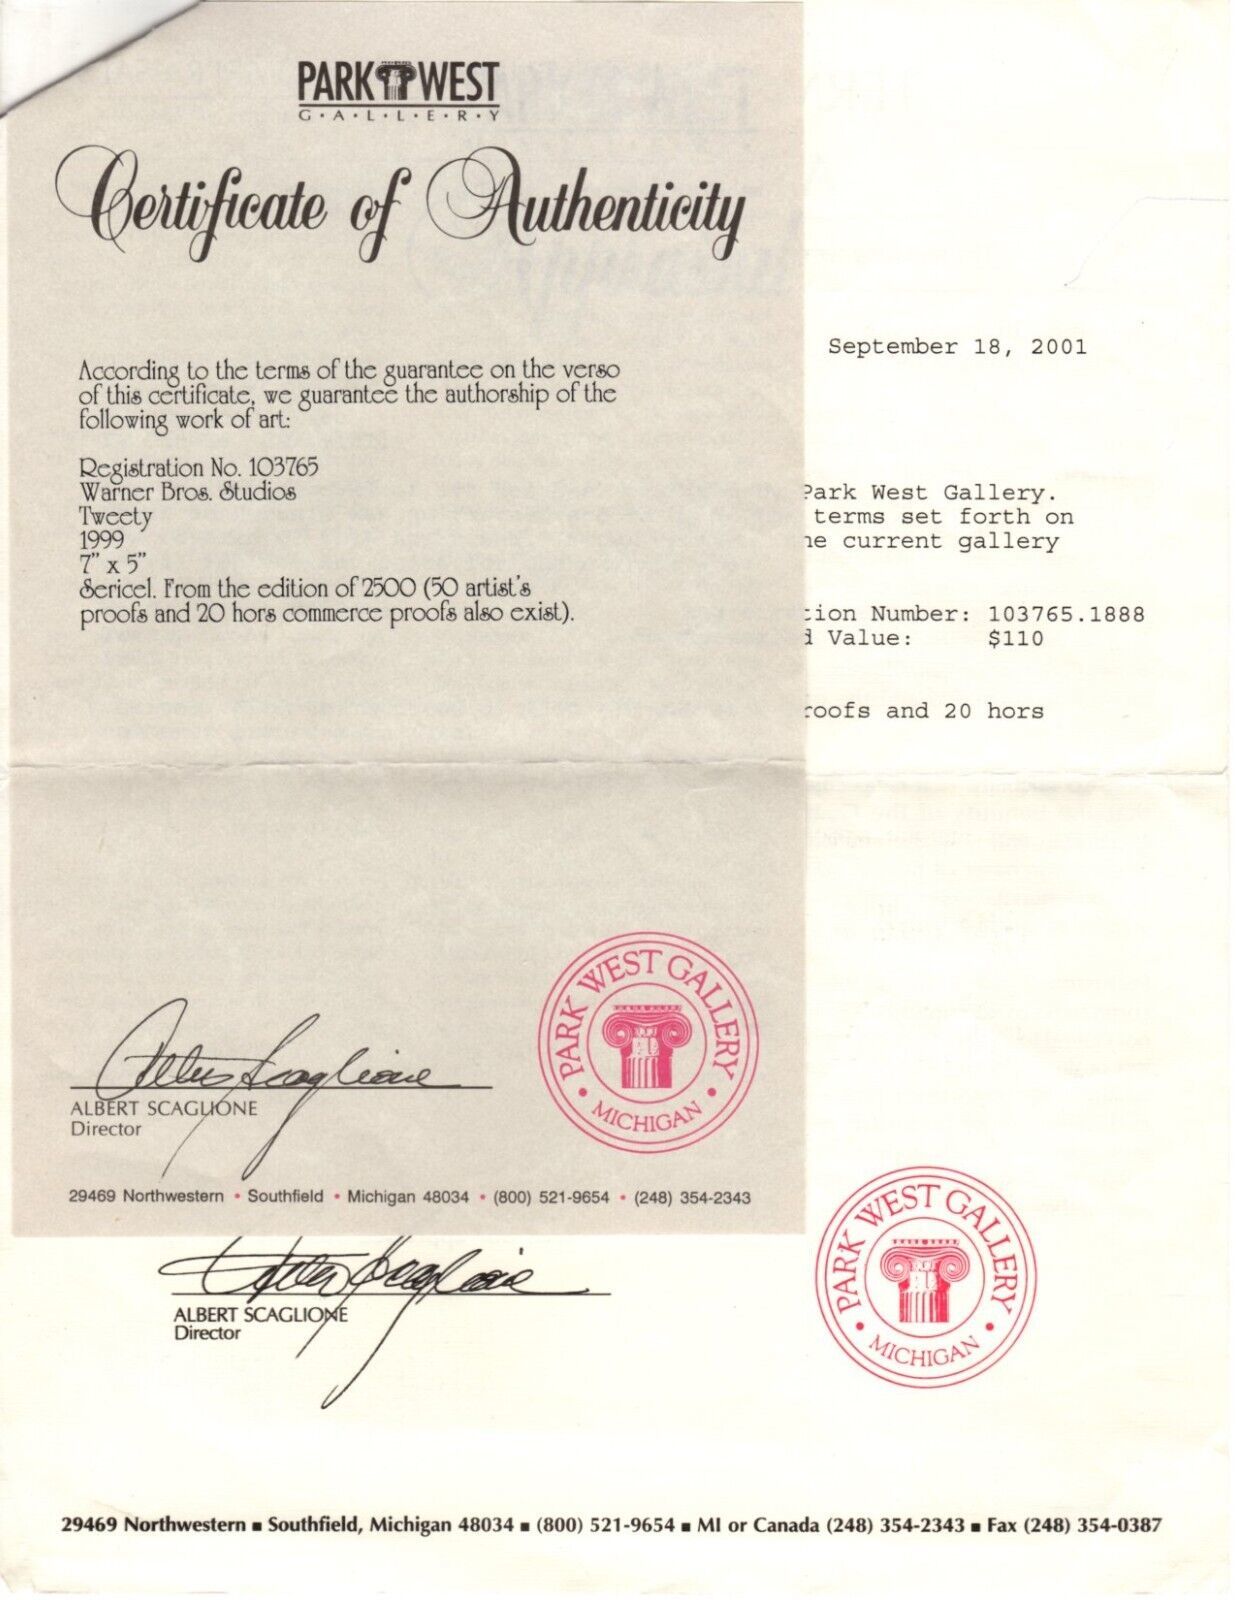 PARK WEST
G·A·L·L·E·R·Y
Certificate of Authenticity
According to the terms of the guarantee on the verso
of this certificate, we guarantee the authorship of the
following work of art:
Registration No. 103765
Warner Bros. Studios
Tweety
1999
7" x 5"
Sericel. From the edition of 2500 (50 artist's
proofs and 20 hors commerce proofs also exist).
Albert Scaglione
ALBERT SCAGLIONE
Director
PARK WEST GALLERY
• MICHIGAN •
29469 Northwestern • Southfield • Michigan 48034 • (800) 521-9654 • (248) 354-2343
September 18, 2001
Park West Gallery.
terms set forth on
current gallery
Number: 103765.1888
Value: $110
and 20 hors
Albert Scaglione
ALBERT SCAGLIONE
Director
PARK WEST GALLERY
• MICHIGAN •
29469 Northwestern ■ Southfield, Michigan 48034 ■ (800) 521-9654 ■ MI or Canada (248) 354-2343 ■ Fax (248) 354-0387